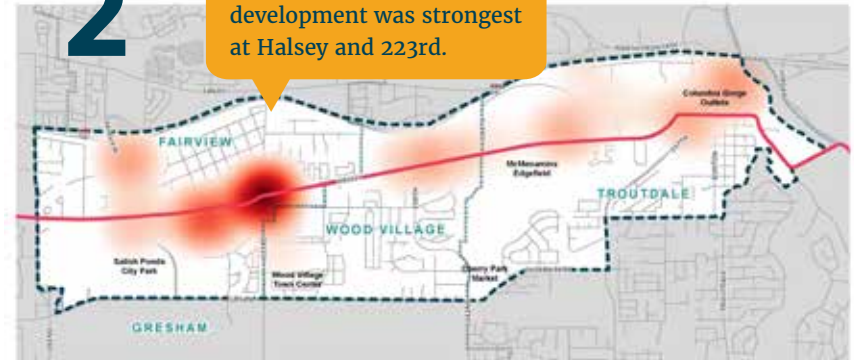 2
development was strongest
at Halsey and 223rd.
Columbia Gorge
Outlets
FAIRVIEW
McMenamins
Edgefield
TROUTDALE
WOOD VILLAGE
Salish Ponds
City Park
Wood Village
Town Center
Cherry Park
Market
GRESHAM